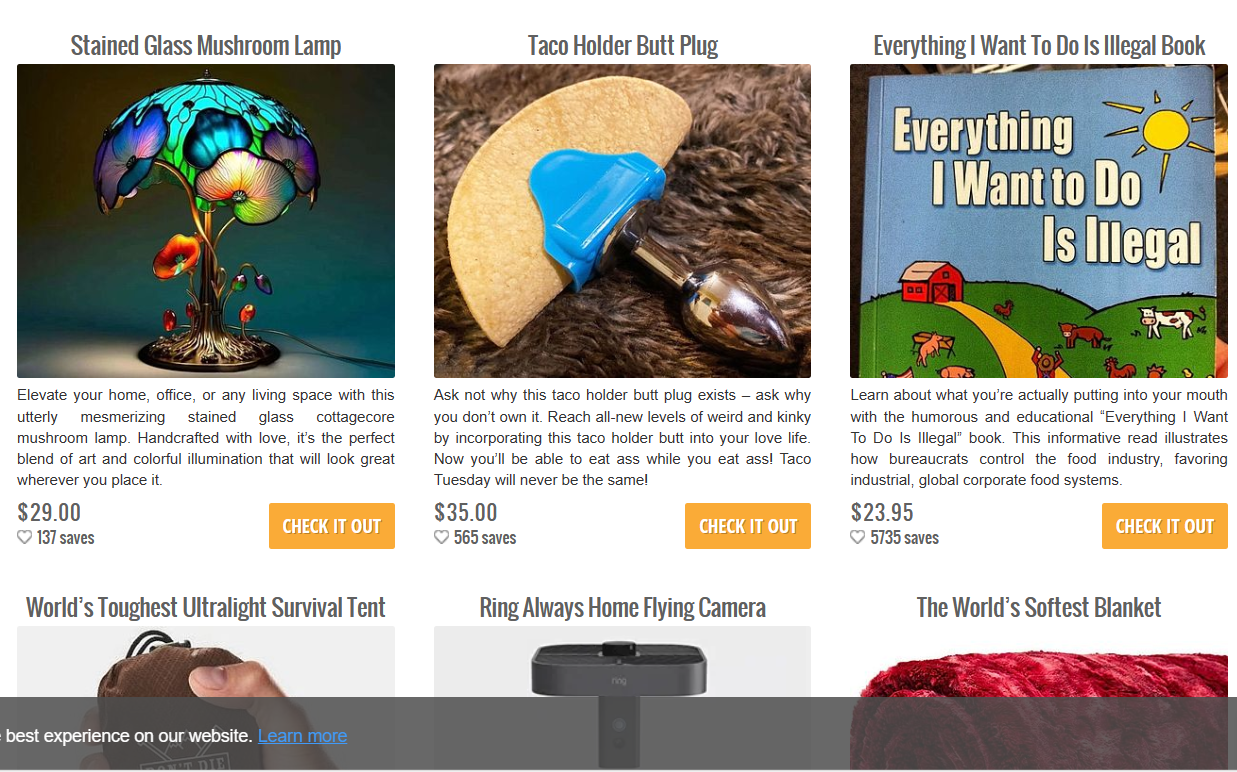 Stained Glass Mushroom Lamp
Taco Holder Butt Plug
Everything I Want To Do Is Illegal Book
Everything
I Want to Do
Is Illegal
Elevate your home, office, or any living space with this
utterly mesmerizing stained glass cottagecore
mushroom lamp. Handcrafted with love, it's the perfect
blend of art and colorful illumination that will look great
wherever you place it.
$29.00
137 saves
CHECK IT OUT
Ask not why this taco holder butt plug exists – ask why
you don't own it. Reach all-new levels of weird and kinky
by incorporating this taco holder butt into your love life.
Now you'll be able to eat ass while you eat ass! Taco
Tuesday will never be the same!
$35.00
565 saves
CHECK IT OUT
Learn about what you're actually putting into your mouth
with the humorous and educational "Everything I Want
To Do Is Illegal" book. This informative read illustrates
how bureaucrats control the food industry, favoring
industrial, global corporate food systems.
$23.95
5735 saves
CHECK IT OUT
World's Toughest Ultralight Survival Tent
Ring Always Home Flying Camera
The World's Softest Blanket
ring
best experience on our website. Learn more
DON'T DIE